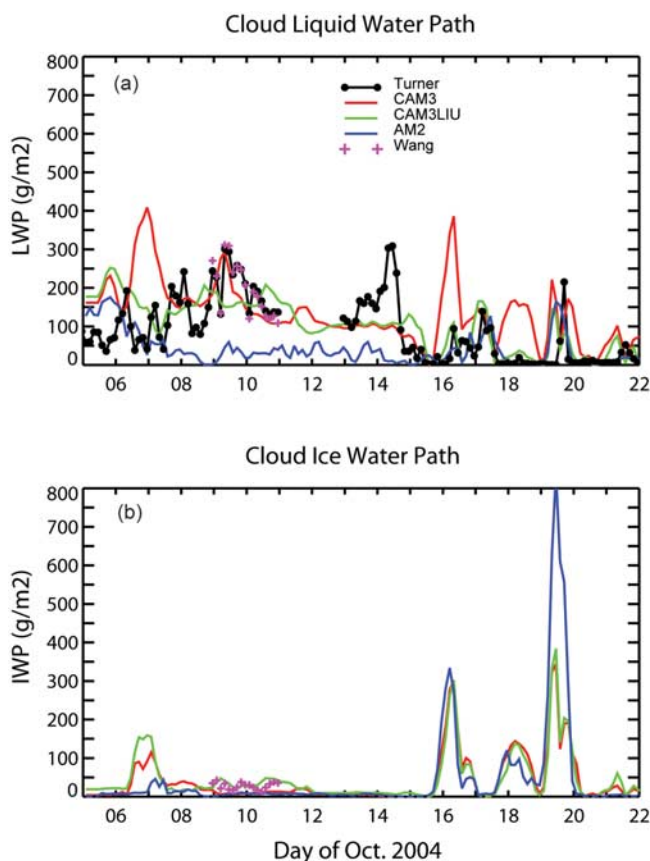 Cloud Liquid Water Path
800
(a)
Turner
700
CAM3
CAM3LIU
600
AM2
Wang
500
400
300
200
100
0
LWP (g/m2)
06 08 10 12 14 16 18 20 22
Cloud Ice Water Path
800
(b)
700
600
500
400
300
200
100
0
IWP (g/m2)
06 08 10 12 14 16 18 20 22
Day of Oct. 2004